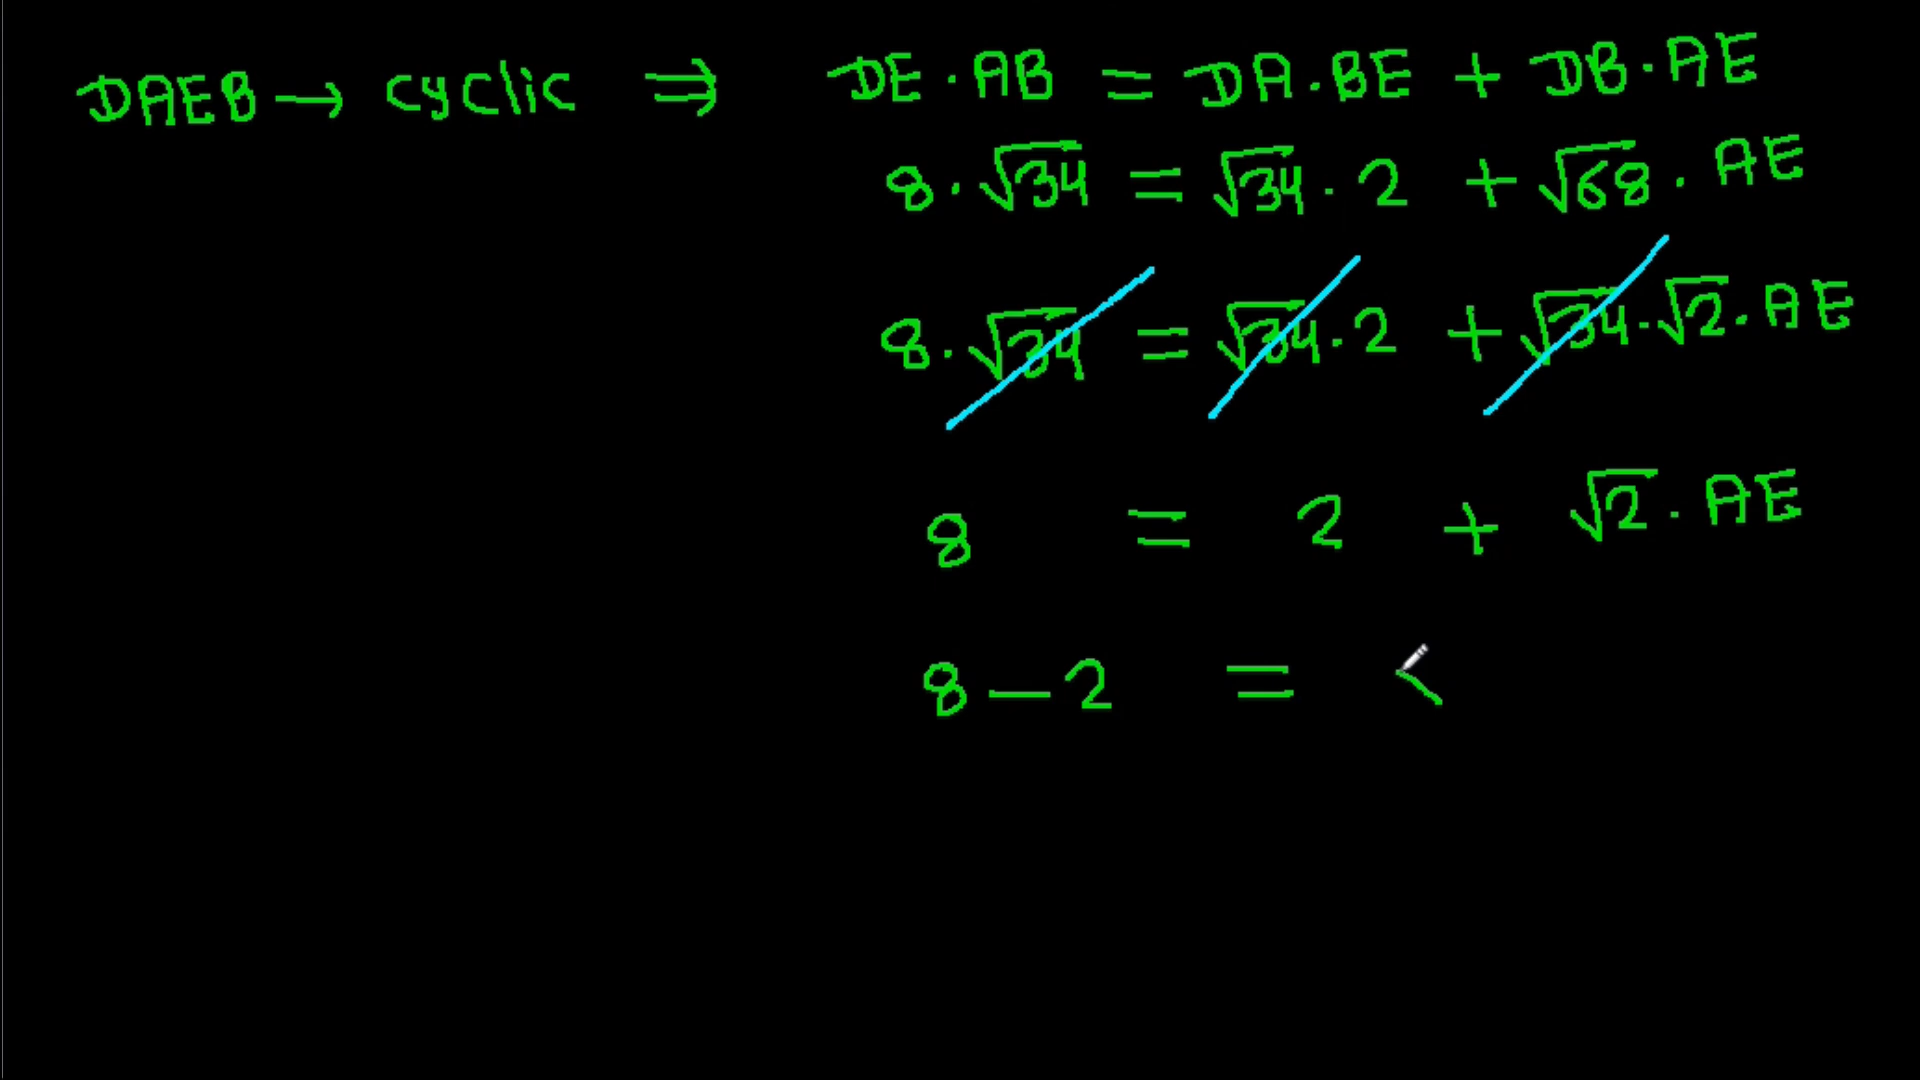 DAEB → cyclic ⇒ DE · AB = DA · BE + DB · AE
8 · √34 = √34 · 2 + √68 · AE
8 · √34 = √34 · 2 + √34 · √2 · AE
8 = 2 + √2 · AE
8 - 2 =